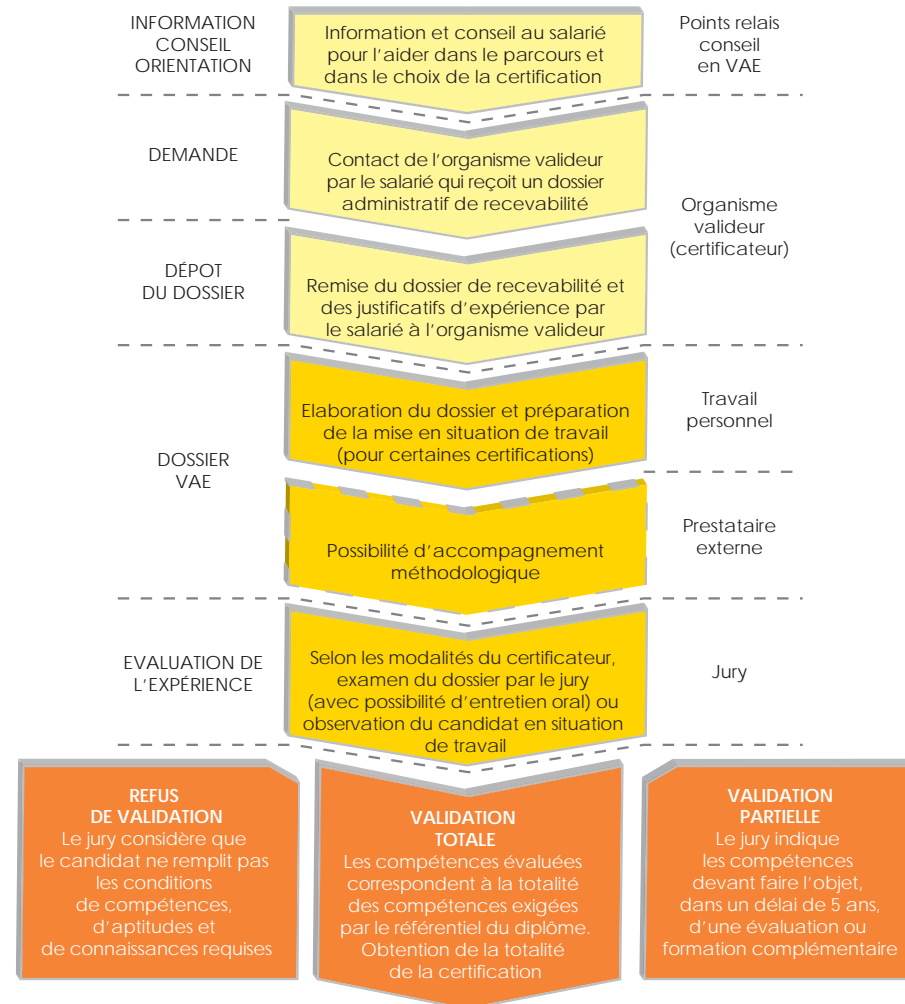 INFORMATION
CONSEIL
ORIENTATION
Information et conseil au salarié
pour l'aider dans le parcours et
dans le choix de la certification
Points relais
conseil
en VAE
DEMANDE
Contact de l'organisme valideur
par le salarié qui reçoit un dossier
administratif de recevabilité
Organisme
valideur
(certificateur)
DÉPOT
DU DOSSIER
Remise du dossier de recevabilité et
des justificatifs d'expérience par
le salarié à l'organisme valideur
DOSSIER
VAE
Elaboration du dossier et préparation
de la mise en situation de travail
(pour certaines certifications)
Travail
personnel
Possibilité d'accompagnement
méthodologique
Prestataire
externe
EVALUATION DE
L'EXPÉRIENCE
Selon les modalités du certificateur,
examen du dossier par le jury
(avec possibilité d'entretien oral) ou
observation du candidat en situation
de travail
Jury
REFUS
DE VALIDATION
Le jury considère que
le candidat ne remplit pas
les conditions
de compétences,
d'aptitudes et
de connaissances requises
VALIDATION
TOTALE
Les compétences évaluées
correspondent à la totalité
des compétences exigées
par le référentiel du diplôme.
Obtention de la totalité
de la certification
VALIDATION
PARTIELLE
Le jury indique
les compétences
devant faire l'objet,
dans un délai de 5 ans,
d'une évaluation ou
formation complémentaire